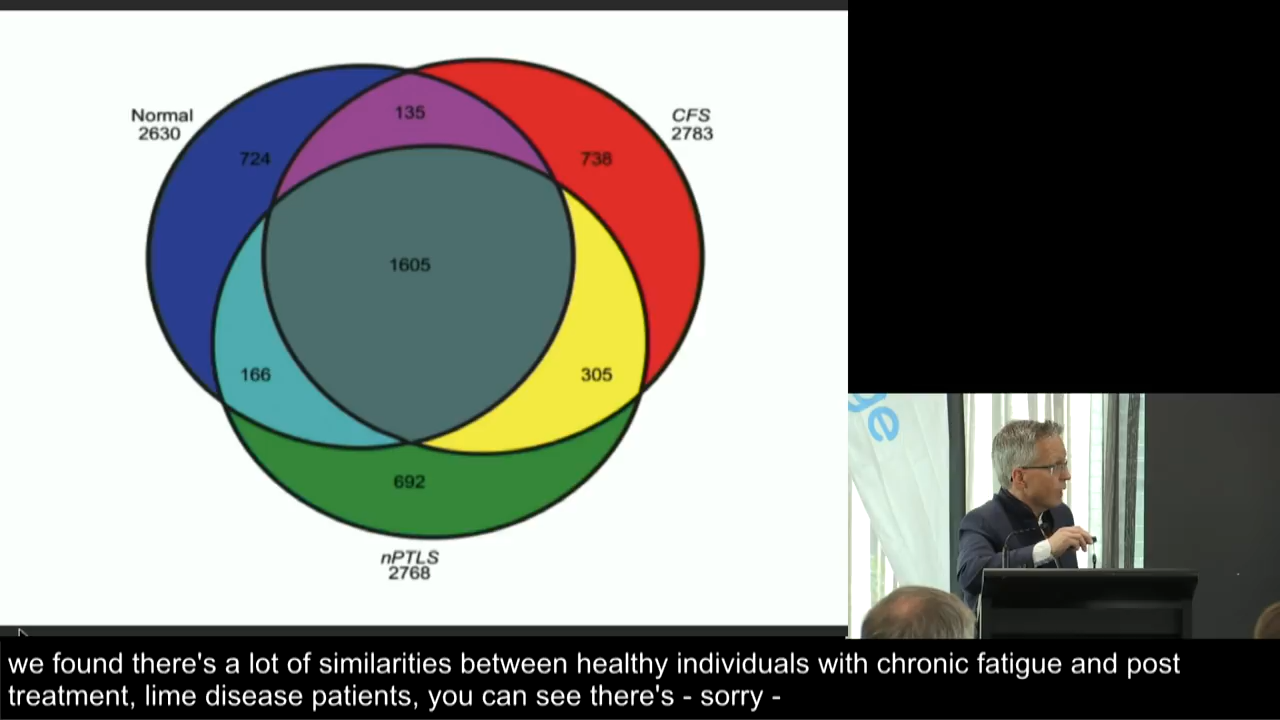 135
Normal
2630
CFS
2783
724
738
1605
166
305
692
nPTLS
2768
ge
we found there's a lot of similarities between healthy individuals with chronic fatigue and post
treatment, lime disease patients, you can see there's - sorry -